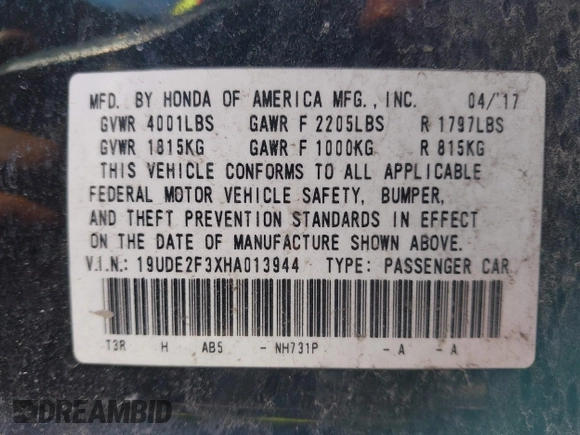 MFD. BY HONDA OF AMERICA MFG., INC. 04/'17
GVWR 4001LBS GAWR F 2205LBS R 1797LBS
GVWR 1815KG GAWR F 1000KG R 815KG
THIS VEHICLE CONFORMS TO ALL APPLICABLE
FEDERAL MOTOR VEHICLE SAFETY, BUMPER,
AND THEFT PREVENTION STANDARDS IN EFFECT
ON THE DATE OF MANUFACTURE SHOWN ABOVE.
V.I.N.: 19UDE2F3XHA013944 TYPE: PASSENGER CAR
T3R H AB5 - NH731P - A - A
DREAMBID